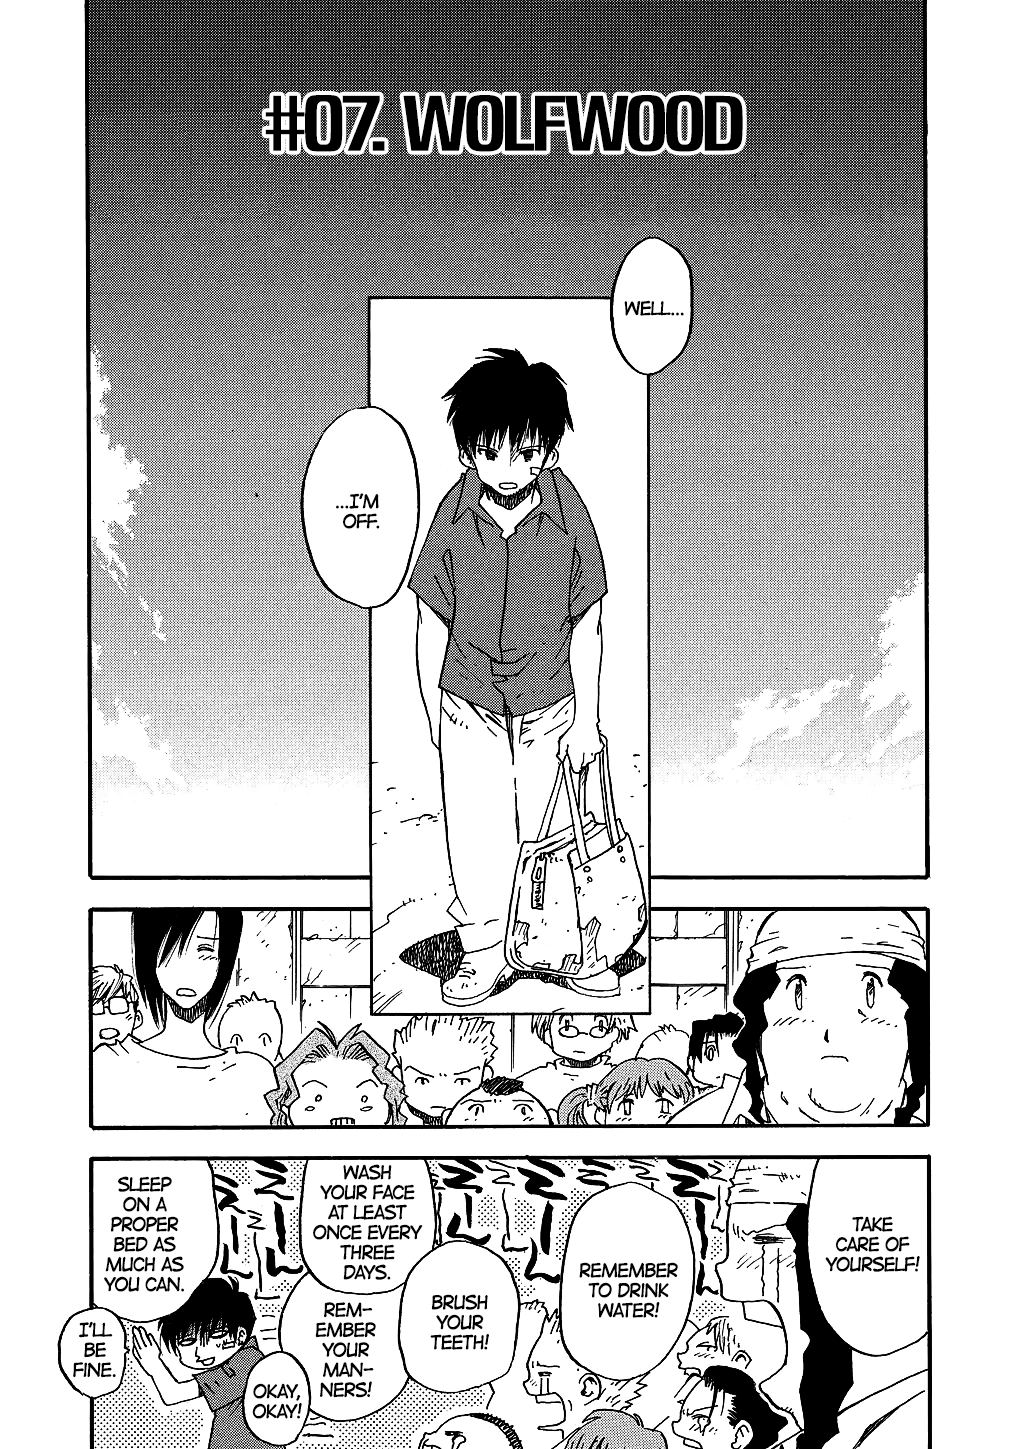 #07. WOLFWOOD
WELL...
...I'M
OFF.
TAKE
CARE OF
YOURSELF!
REMEMBER
TO DRINK
WATER!
WASH
YOUR FACE
AT LEAST
ONCE EVERY
THREE
DAYS.
BRUSH
YOUR
TEETH!
REM-
EMBER
YOUR
MAN-
NERS!
SLEEP
ON A
PROPER
BED AS
MUCH AS
YOU CAN.
OKAY,
OKAY!
I'LL
BE
FINE.